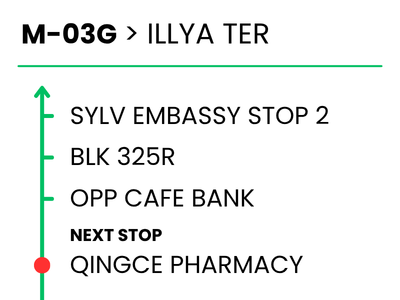 M-03G > ILLYA TER
SYLV EMBASSY STOP 2
BLK 325R
OPP CAFE BANK
NEXT STOP
QINGCE PHARMACY